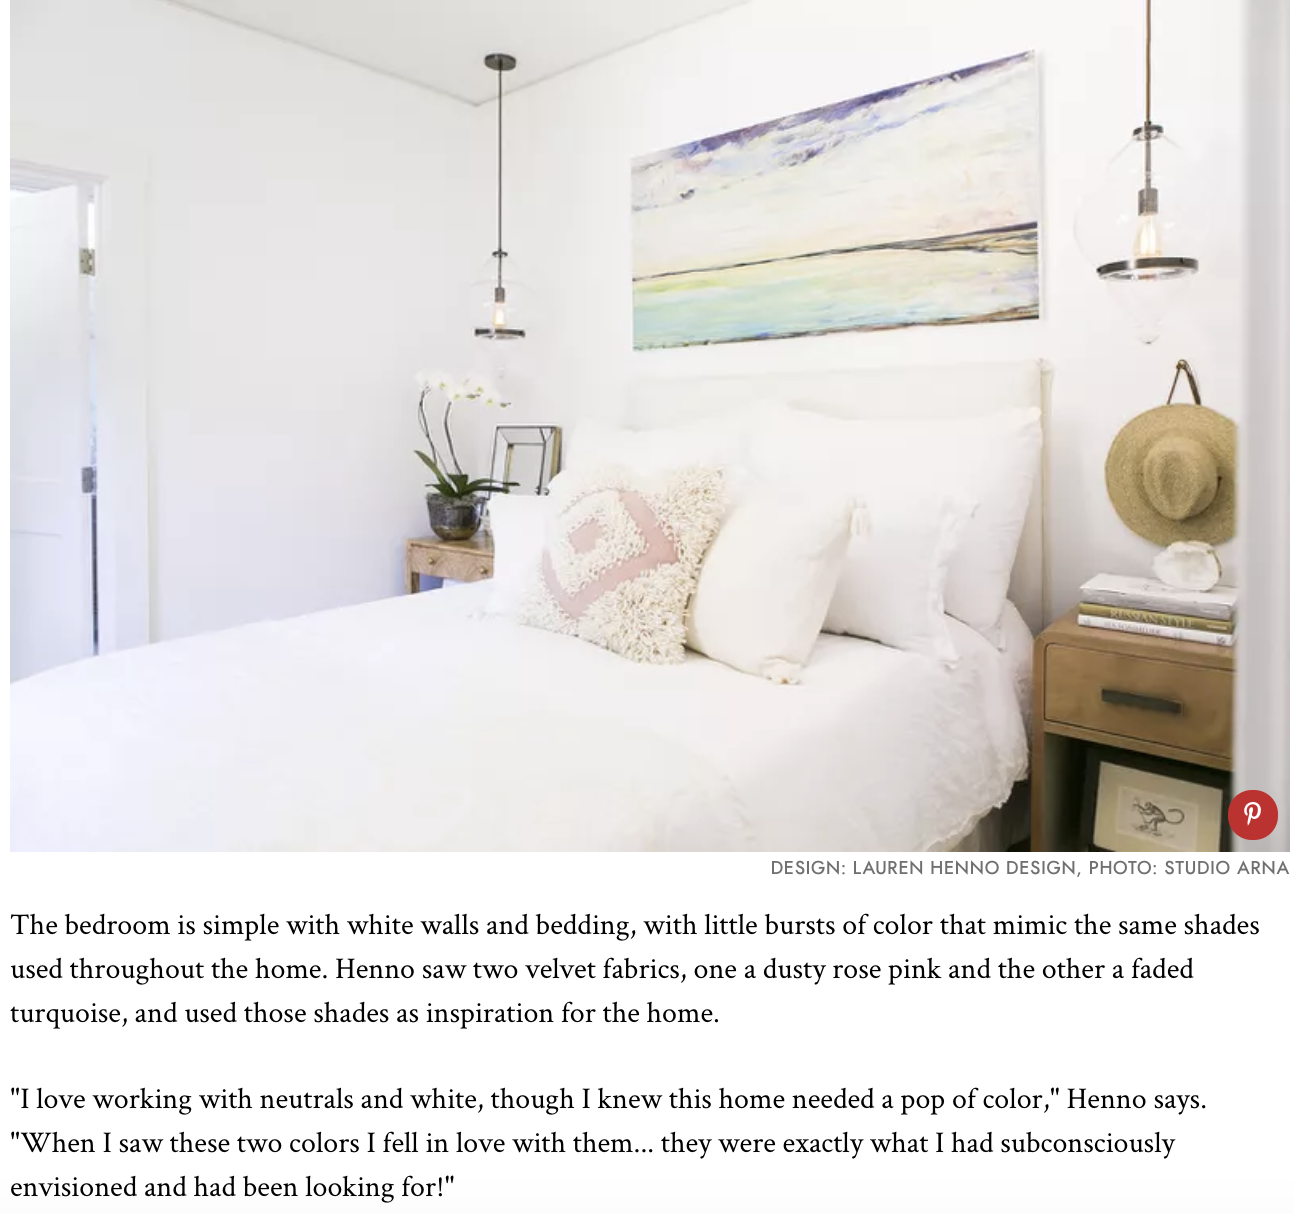 RUSSIAN STYLE
DESIGN: LAUREN HENNO DESIGN, PHOTO: STUDIO ARNA
The bedroom is simple with white walls and bedding, with little bursts of color that mimic the same shades
used throughout the home. Henno saw two velvet fabrics, one a dusty rose pink and the other a faded
turquoise, and used those shades as inspiration for the home.
"I love working with neutrals and white, though I knew this home needed a pop of color," Henno says.
"When I saw these two colors I fell in love with them... they were exactly what I had subconsciously
envisioned and had been looking for!"